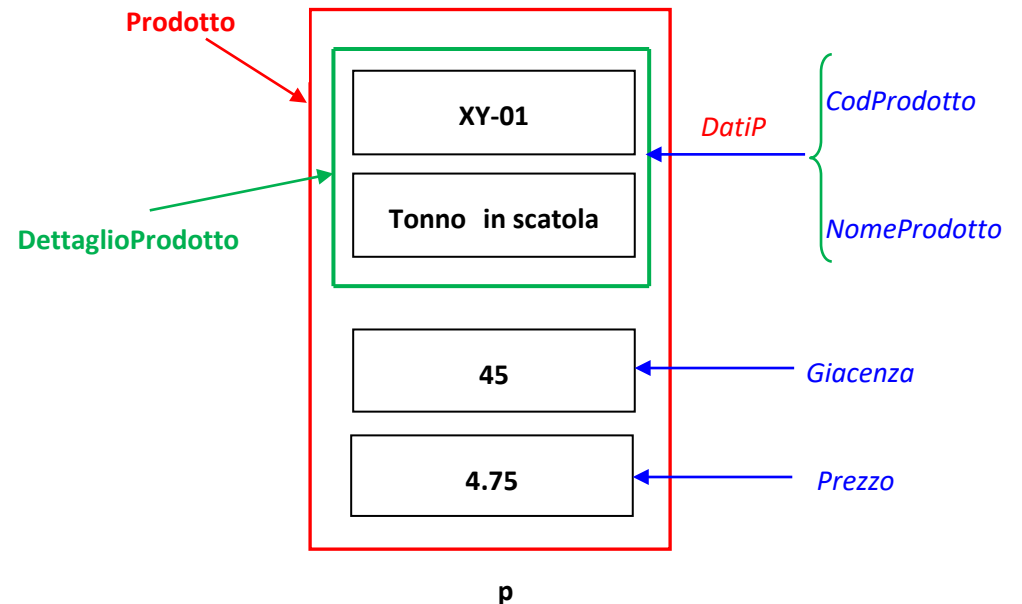 Prodotto
XY-01
CodProdotto
DatiP
Tonno in scatola
NomeProdotto
DettaglioProdotto
45
Giacenza
4.75
Prezzo
p